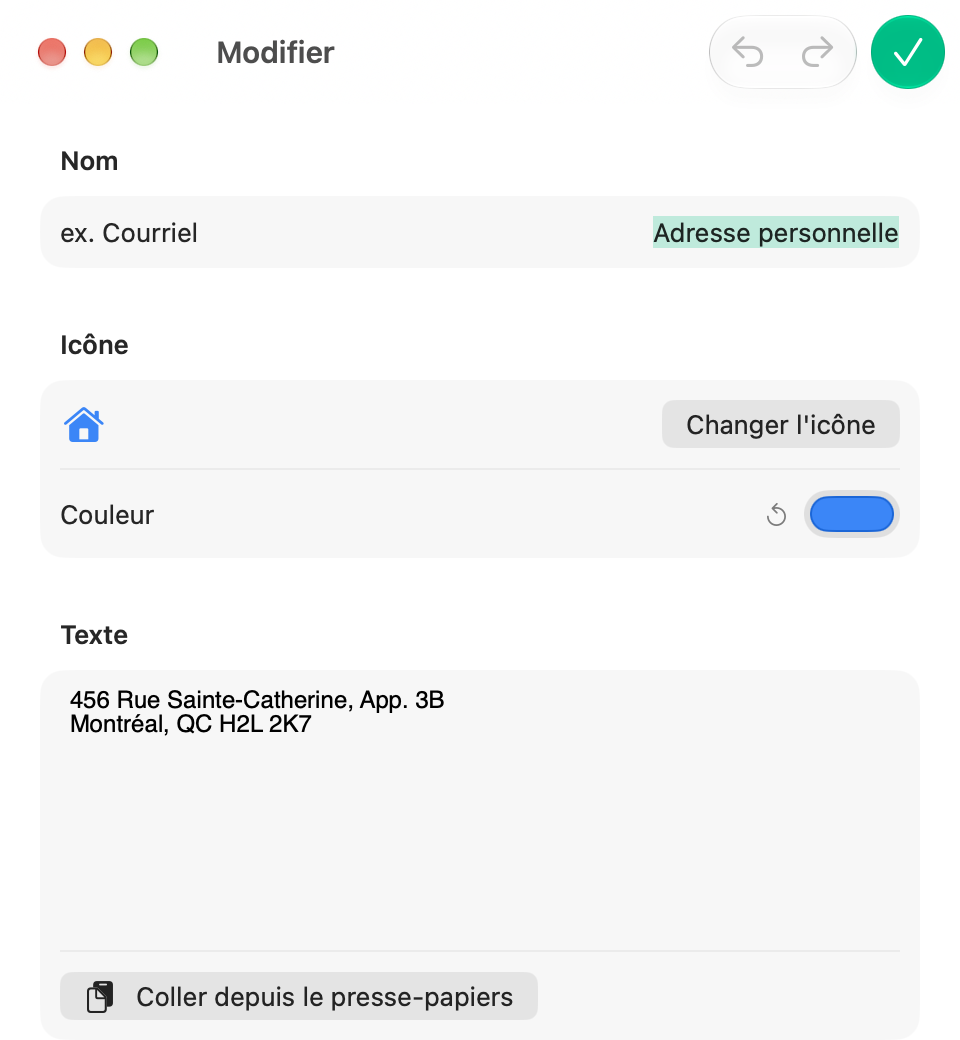 Modifier
Nom
ex. Courriel Adresse personnelle
Icône
Changer l'icône
Couleur
Texte
456 Rue Sainte-Catherine, App. 3B
Montréal, QC H2L 2K7
Coller depuis le presse-papiers